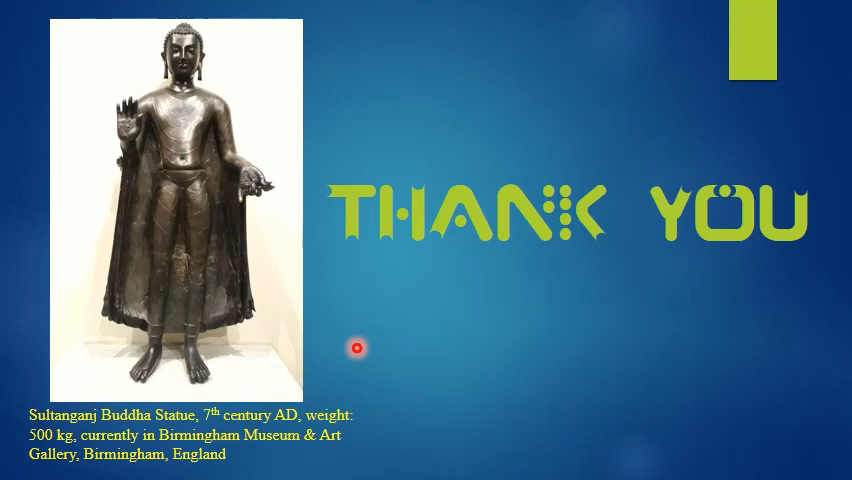 THANK YOU
Sultanganj Buddha Statue, 7th century AD, weight:
500 kg, currently in Birmingham Museum & Art
Gallery, Birmingham, England